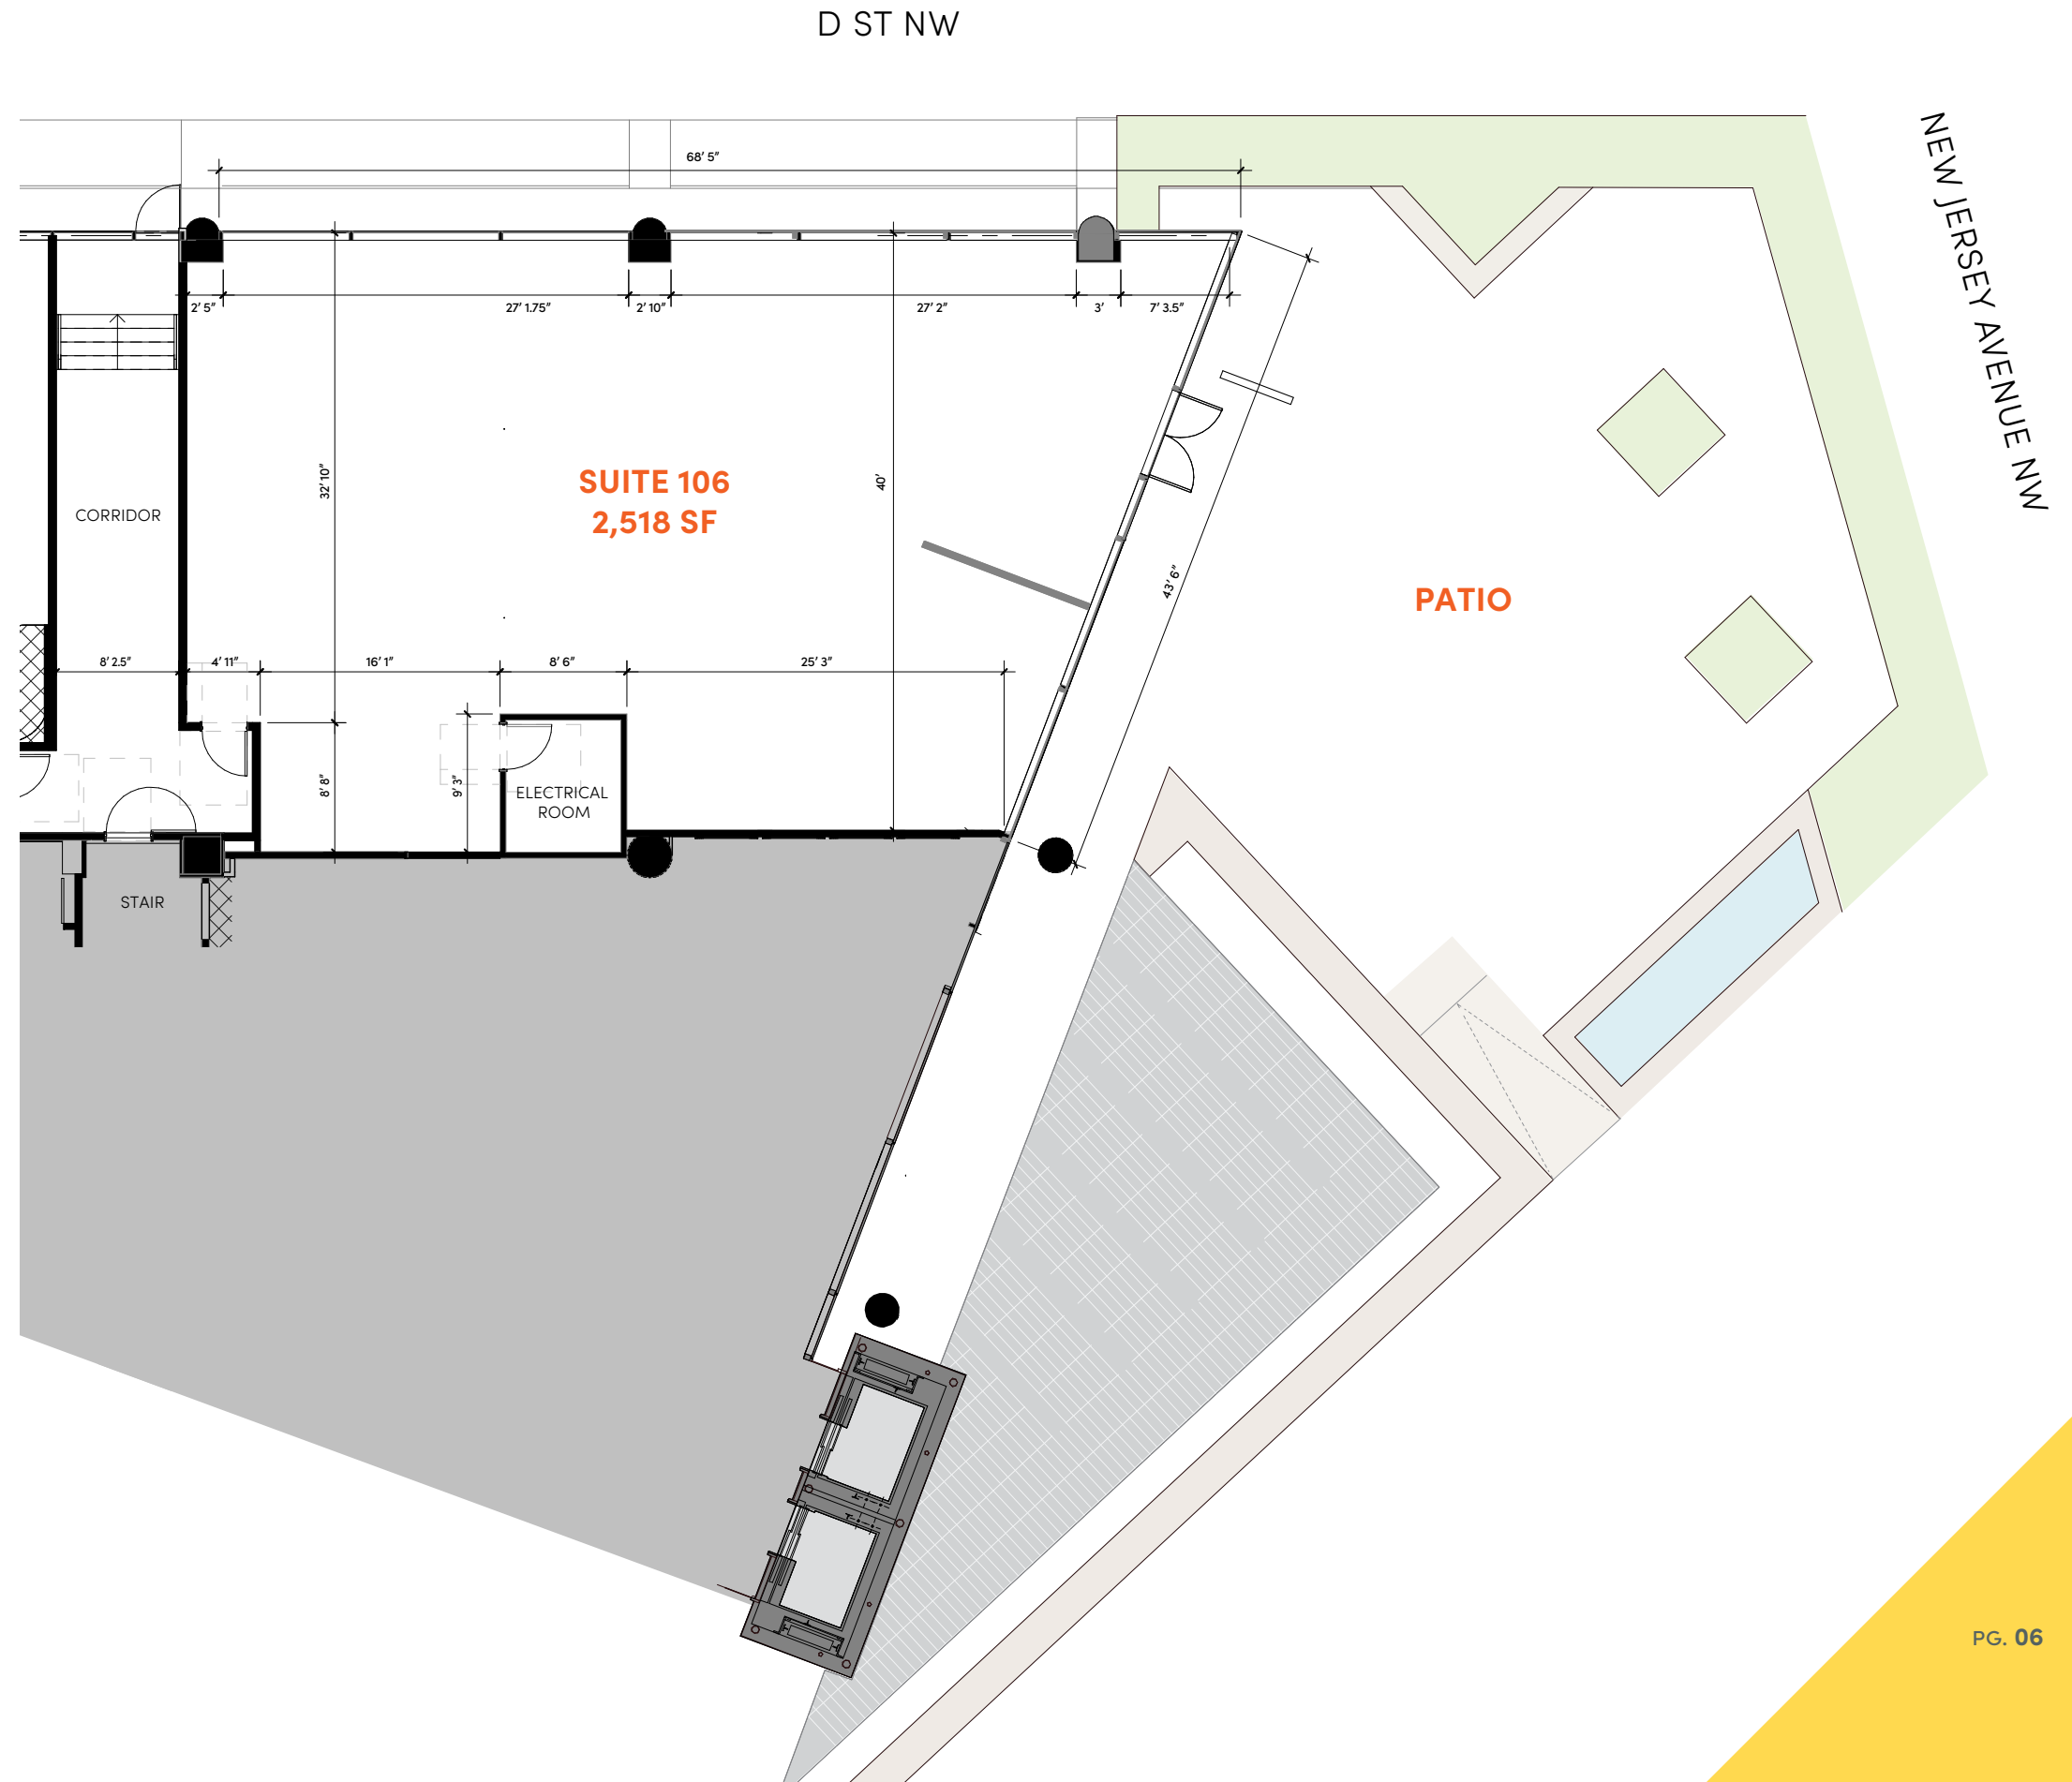 D ST NW
NEW JERSEY AVENUE NW
68' 5"
2' 5"
27' 1.75"
2' 10"
27' 2"
3'
7' 3.5"
32' 10"
40'
SUITE 106
2,518 SF
CORRIDOR
43' 6"
PATIO
8' 2.5"
4' 11"
16' 1"
8' 6"
25' 3"
8' 8"
9' 3"
ELECTRICAL
ROOM
STAIR
PG. 06